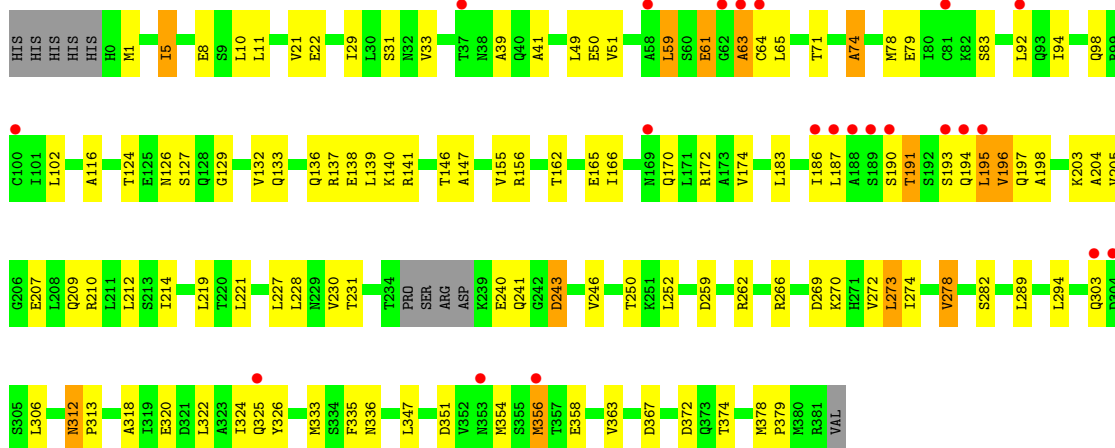 HIS HIS HIS HIS HIS H0 M1 I5 E8 S9 L10 L11 V21 E22 I29 L30 S31 N32 V33 T37 N38 A39 Q40 A41 L49 E50 V51 A58 L59 S60 E61 G62 A63 C64 L65 T71 A74 M78 E79 I80 C81 K82 S83 L92 Q93 I94 Q98
C100 I101 L102 A116 T124 E125 N126 S127 Q128 G129 V132 Q133 Q136 R137 E138 L139 K140 R141 T146 A147 V155 R156 T162 E165 I166 N169 Q170 L171 R172 A173 V174 L183 I186 L187 A188 S189 S190 T191 S192 S193 Q194 L195 V196 Q197 A198 K203 A204
G206 E207 L208 Q209 R210 L211 L212 S213 I214 L219 T220 L221 L227 L228 N229 V230 T231 T234 PRO SER ARG ASP K239 E240 Q241 G242 D243 V246 T250 K251 L252 D259 R262 R266 D269 K270 H271 V272 L273 I274 V278 S282 L289 L294 Q303
S305 L306 N312 P313 A318 I319 E320 D321 L322 A323 I324 Q325 Y326 M333 S334 F335 N336 L347 D351 V352 N353 M354 S355 M356 T357 E358 V363 D367 D372 Q373 T374 M378 P379 M380 R381 VAL